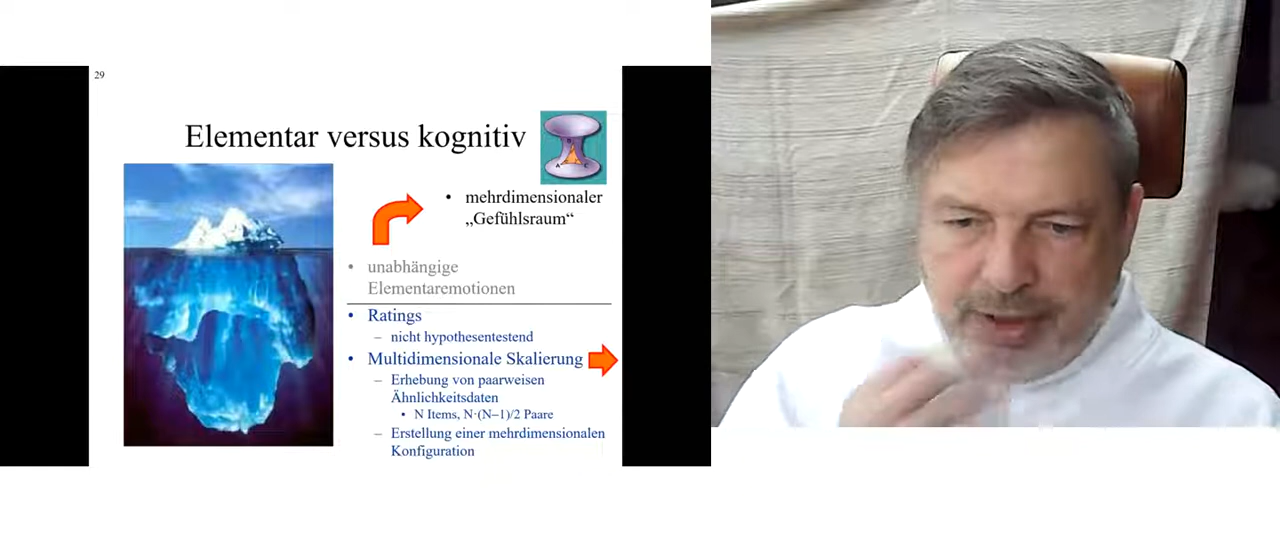 29
Elementar versus kognitiv
B
A
C
• mehrdimensionaler
„Gefühlsraum“
• unabhängige
Elementaremotionen
• Ratings
– nicht hypothesentestend
• Multidimensionale Skalierung
– Erhebung von paarweisen
Ähnlichkeitsdaten
• N Items, N·(N–1)/2 Paare
– Erstellung einer mehrdimensionalen
Konfiguration